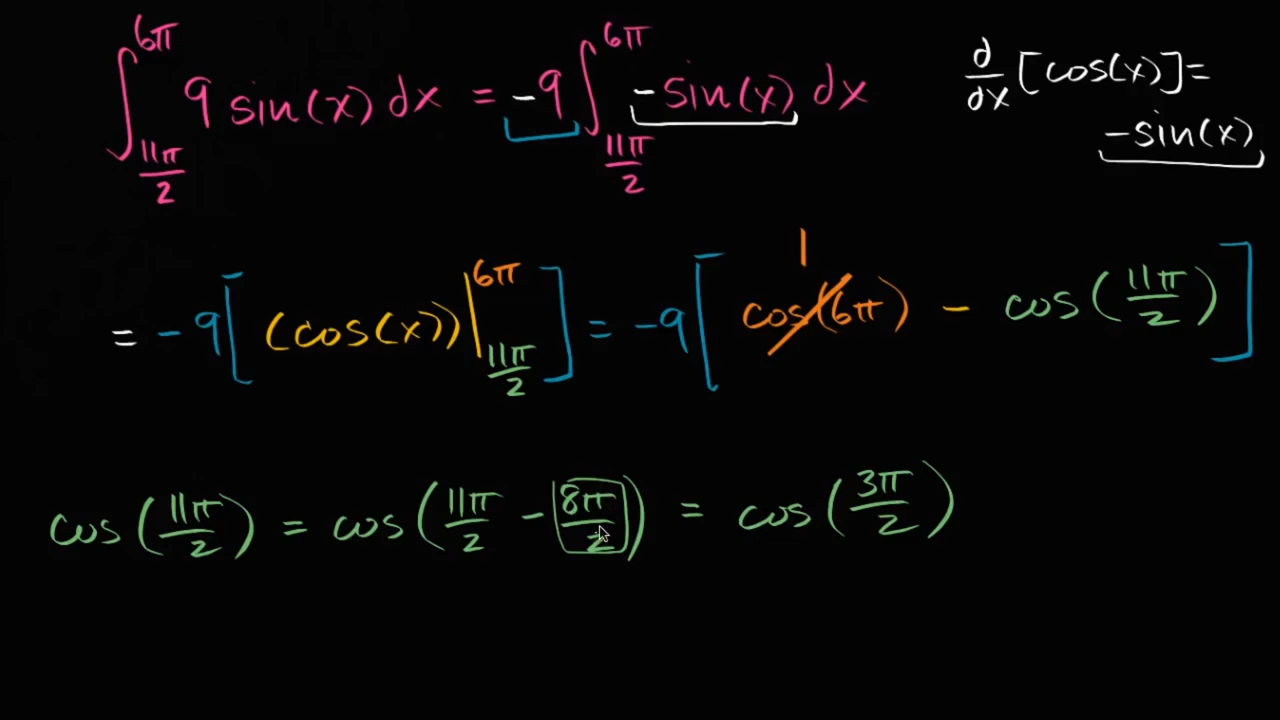 ∫_{11π/2}^{6π} 9 sin(x) dx = -9 ∫_{11π/2}^{6π} -sin(x) dx
d/dx [cos(x)] =
-sin(x)
= -9 [ (cos(x)) |_{11π/2}^{6π} ] = -9 [ cos(6π) - cos(11π/2) ]
1
cos(11π/2) = cos(11π/2 - 8π/2) = cos(3π/2)